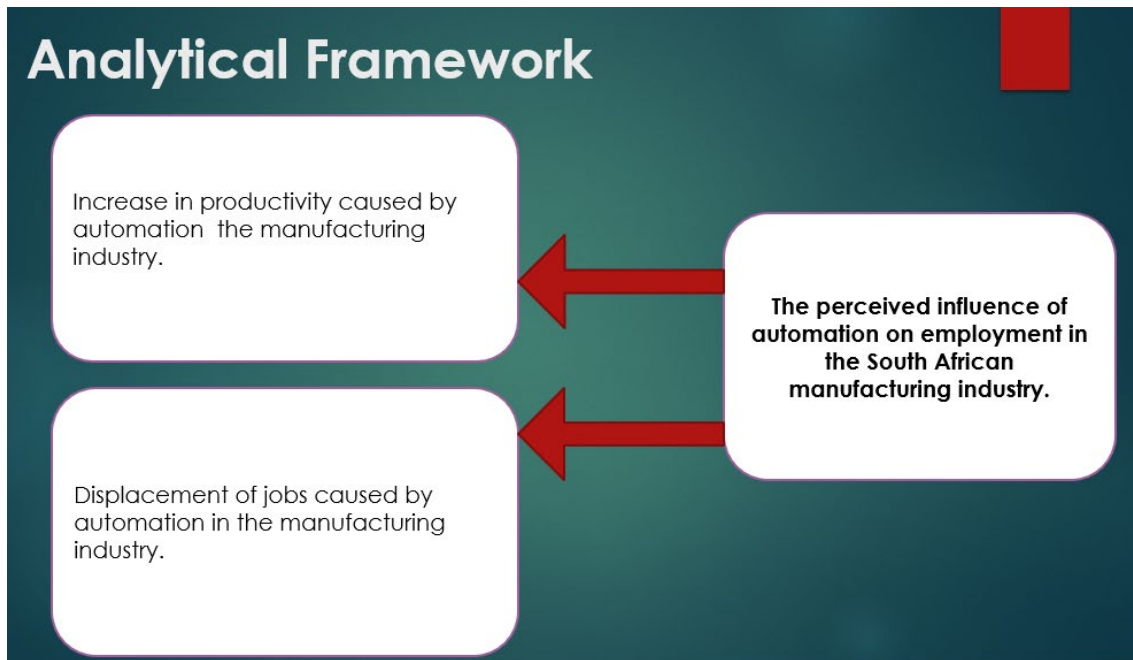 Analytical Framework
Increase in productivity caused by
automation  the manufacturing
industry.
The perceived influence of
automation on employment in
the South African
manufacturing industry.
Displacement of jobs caused by
automation in the manufacturing
industry.